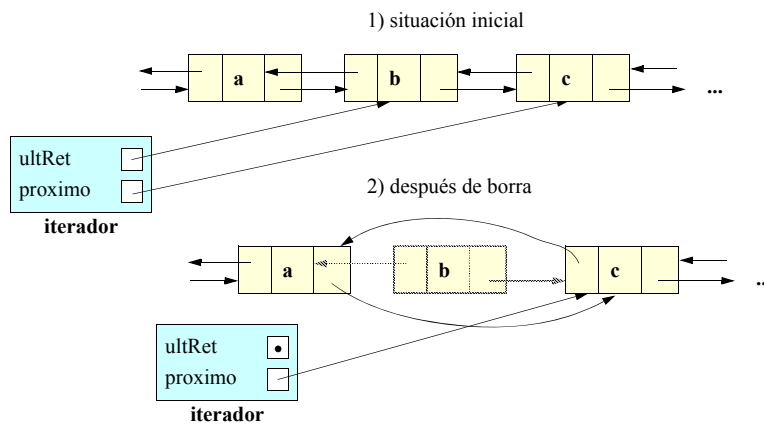 1) situación inicial
a
b
c
...
ultRet
proximo
iterador
2) después de borra
a
b
c
..
ultRet
proximo
iterador